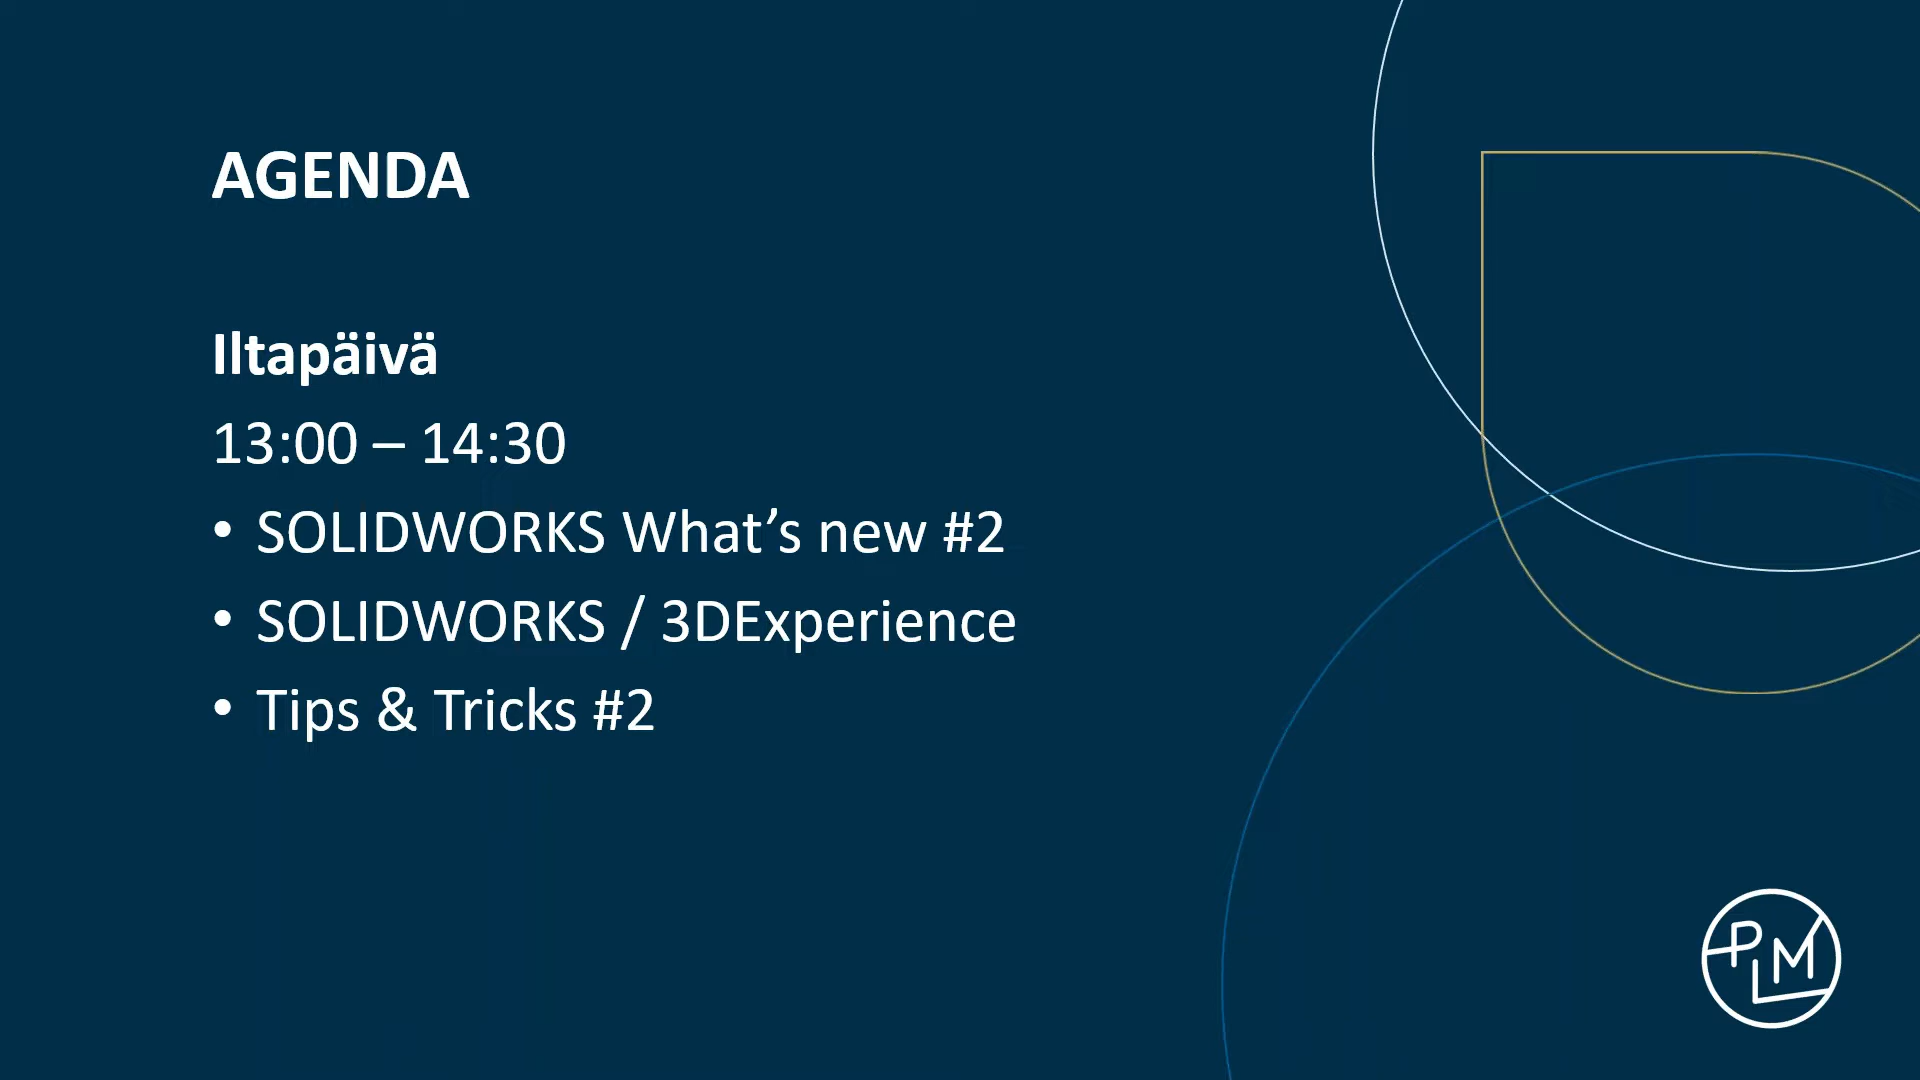 AGENDA
Iltapäivä
13:00 – 14:30
• SOLIDWORKS What’s new #2
• SOLIDWORKS / 3DExperience
• Tips & Tricks #2
PLM